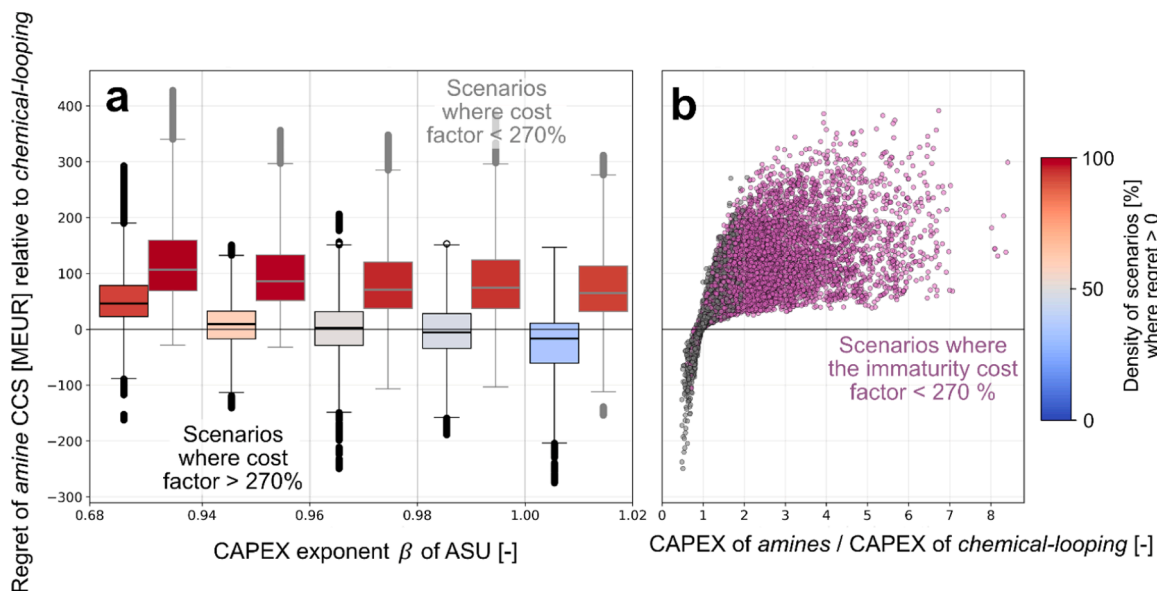 Regret of amine CCS [MEUR] relative to chemical-looping
400
300
200
100
0
−100
−200
−300
a
Scenarios
where cost
factor < 270%
Scenarios
where cost
factor > 270%
0.68
0.94
0.96
0.98
1.00
1.02
CAPEX exponent β of ASU [-]
b
Scenarios where
the immaturity cost
factor < 270 %
0
1
2
3
4
5
6
7
8
CAPEX of amines / CAPEX of chemical-looping [-]
100
50
0
Density of scenarios [%]
where regret > 0